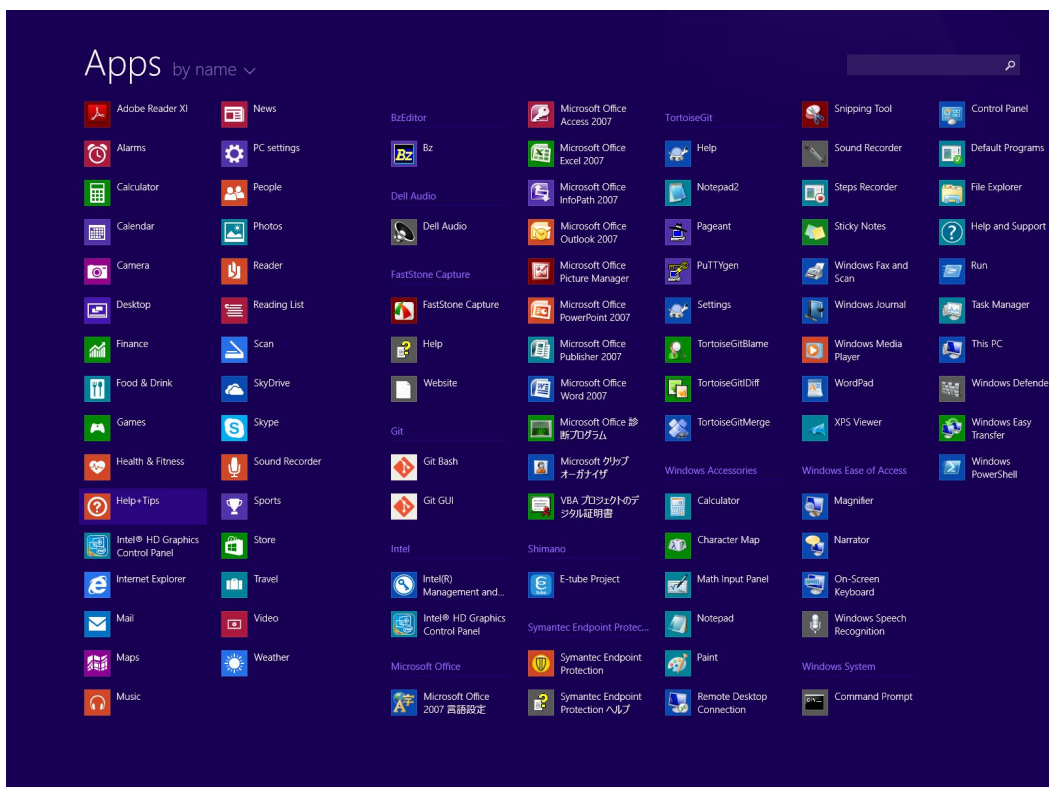 Apps by name
Adobe Reader XI
Alarms
Calculator
Calendar
Camera
Desktop
Finance
Food & Drink
Games
Health & Fitness
Help+Tips
Intel® HD Graphics
Control Panel
Internet Explorer
Mail
Maps
Music
News
PC settings
People
Photos
Reader
Reading List
Scan
SkyDrive
Skype
Sound Recorder
Sports
Store
Travel
Video
Weather
BzEditor
Bz
Bz
Dell Audio
Dell Audio
FastStone Capture
FastStone Capture
Help
Website
Git
Git Bash
Git GUI
Intel
Intel(R)
Management and...
Intel® HD Graphics
Control Panel
Microsoft Office
Microsoft Office
2007 言語設定
Microsoft Office
Access 2007
Microsoft Office
Excel 2007
Microsoft Office
InfoPath 2007
Microsoft Office
Outlook 2007
Microsoft Office
Picture Manager
Microsoft Office
PowerPoint 2007
Microsoft Office
Publisher 2007
Microsoft Office
Word 2007
Microsoft Office 診
断プログラム
Microsoft クリップ
オーガナイザ
VBA プロジェクトのデ
ジタル証明書
Shimano
E-tube Project
Symantec Endpoint Protec...
Symantec Endpoint
Protection
Symantec Endpoint
Protection ヘルプ
TortoiseGit
Help
Notepad2
Pageant
PuTTYgen
Settings
TortoiseGitBlame
TortoiseGitIDiff
TortoiseGitMerge
Windows Accessories
Calculator
Character Map
Math Input Panel
Notepad
Paint
Remote Desktop
Connection
Snipping Tool
Sound Recorder
Steps Recorder
Sticky Notes
Windows Fax and
Scan
Windows Journal
Windows Media
Player
WordPad
XPS Viewer
Windows Ease of Access
Magnifier
Narrator
On-Screen
Keyboard
Windows Speech
Recognition
Windows System
Command Prompt
Control Panel
Default Programs
File Explorer
Help and Support
Run
Task Manager
This PC
Windows Defende
Windows Easy
Transfer
Windows
PowerShell